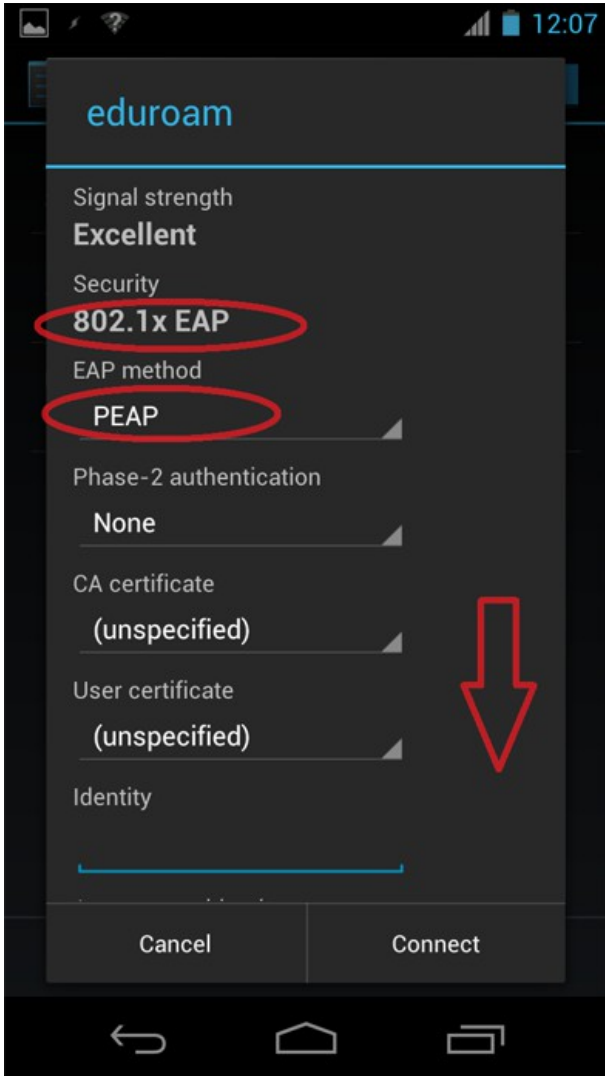 12:07
eduroam
Signal strength
Excellent
Security
802.1x EAP
EAP method
PEAP
Phase-2 authentication
None
CA certificate
(unspecified)
User certificate
(unspecified)
Identity
Cancel Connect